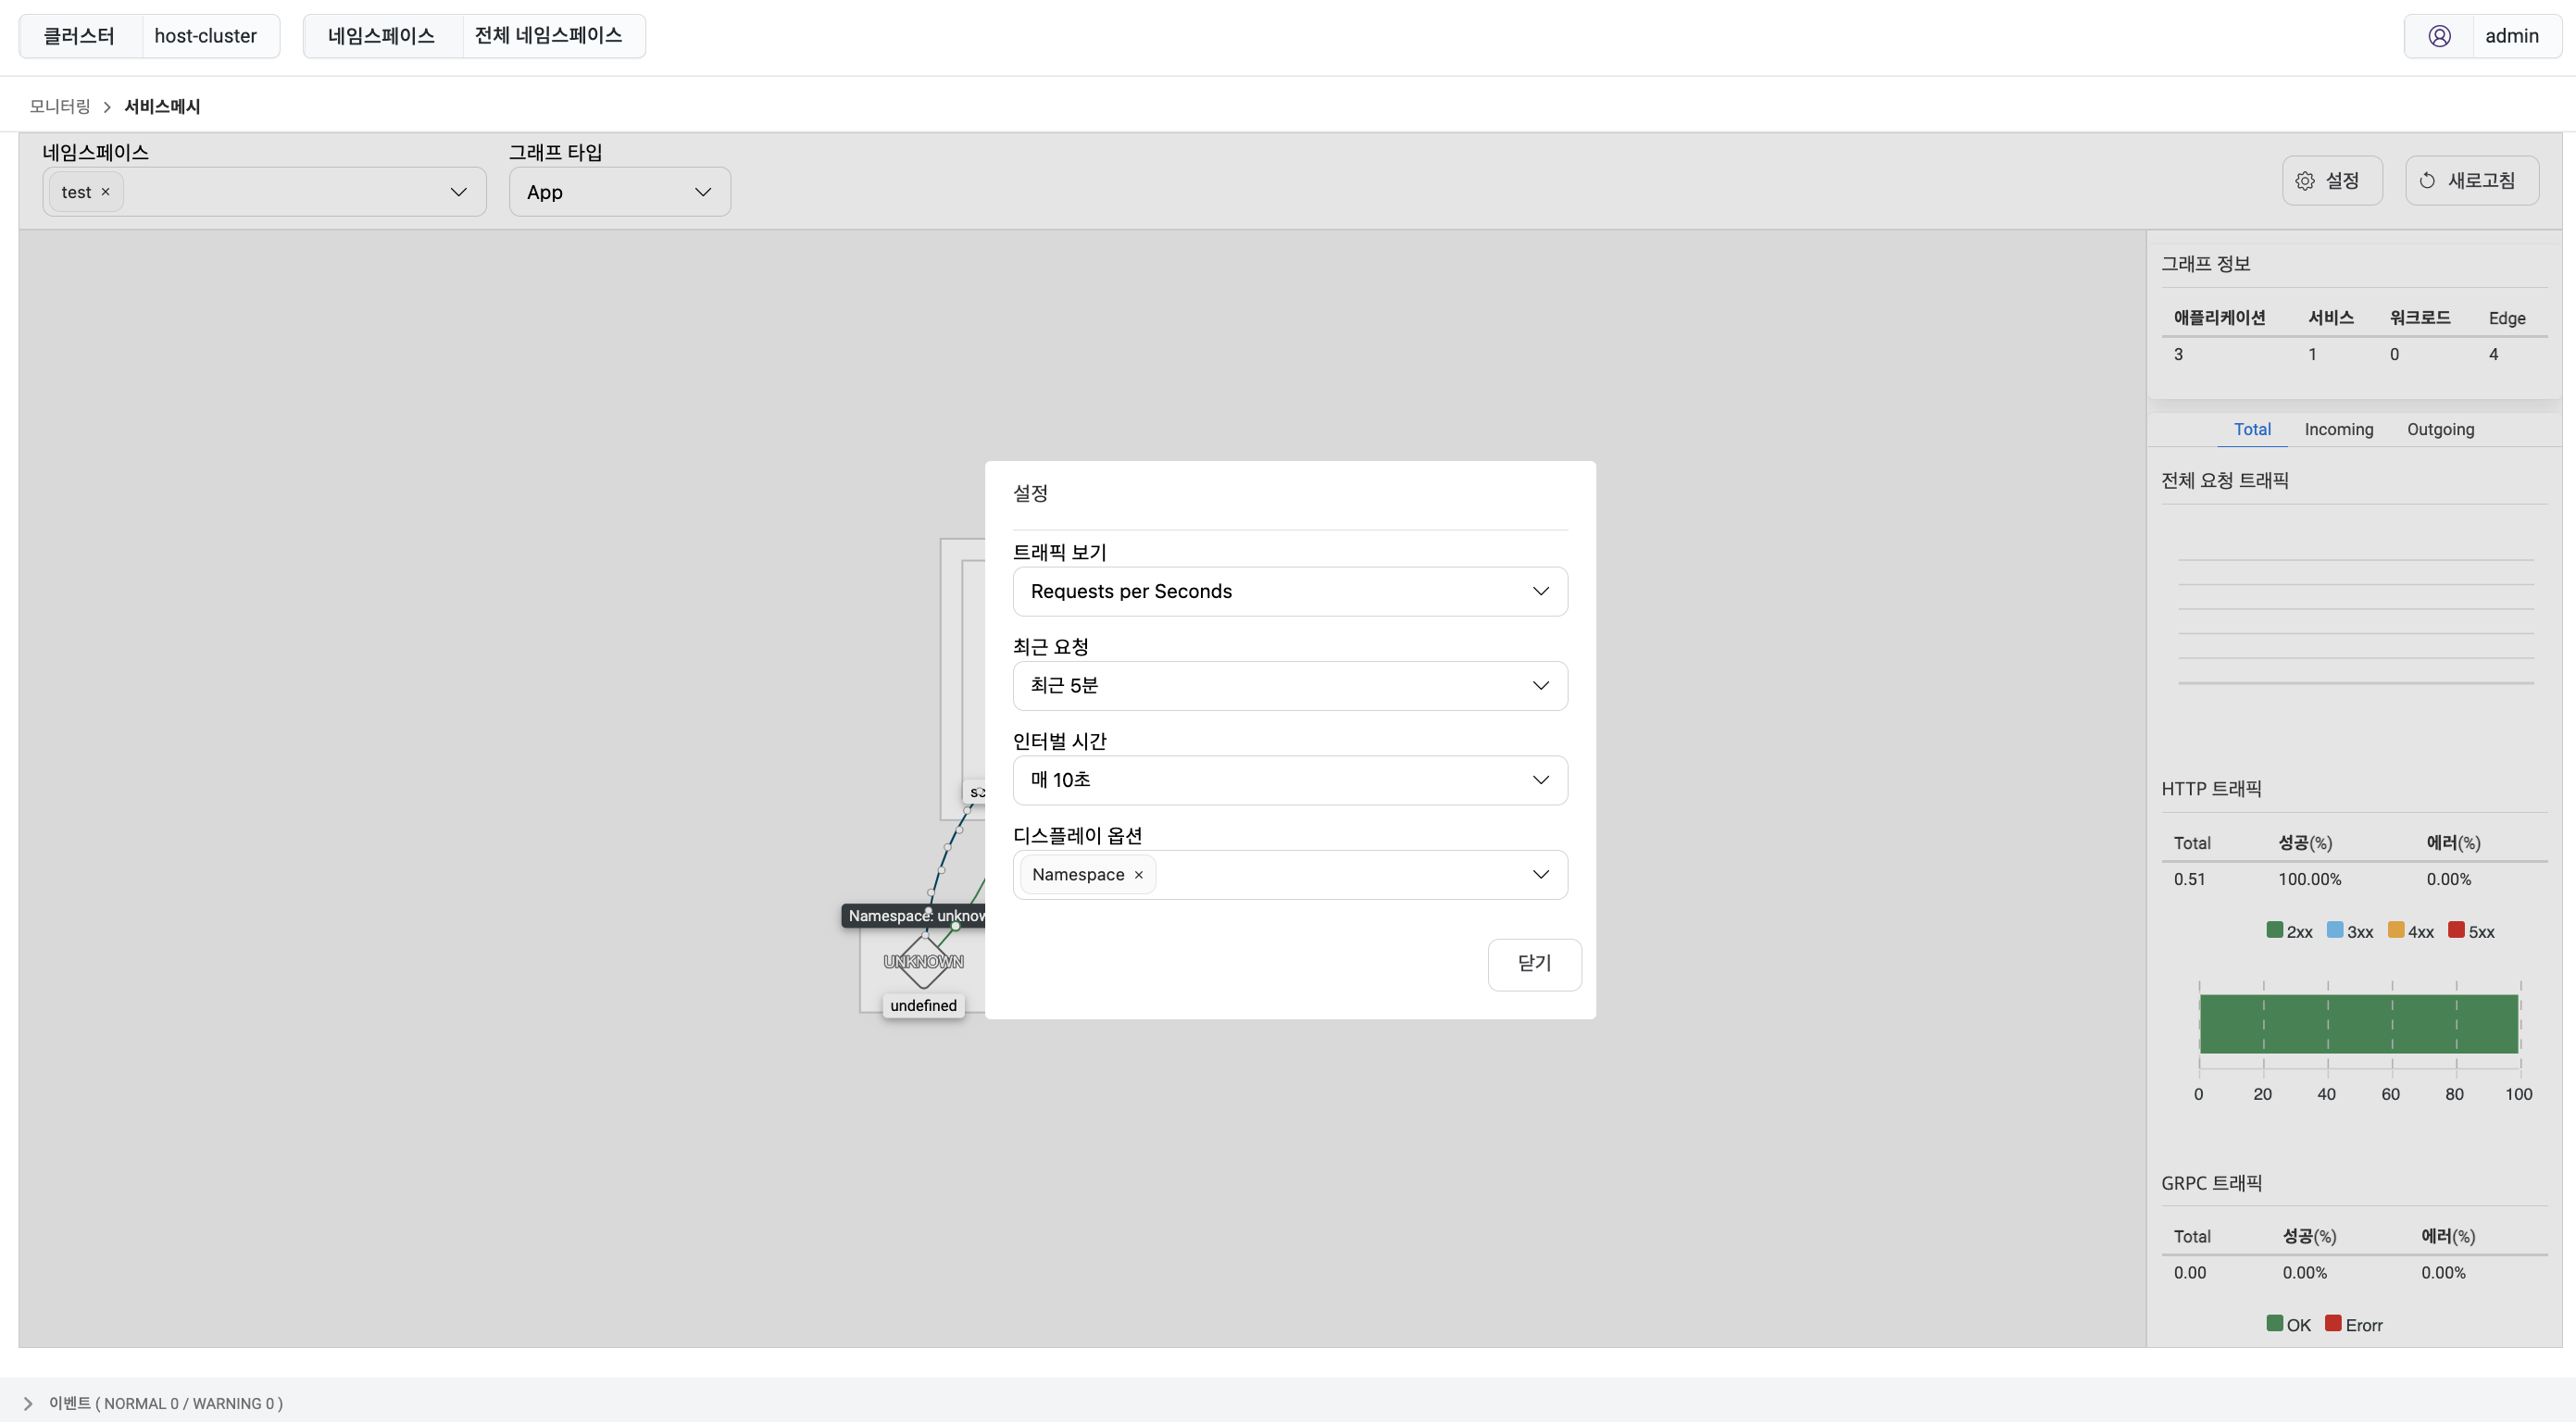 클러스터 host-cluster 네임스페이스 전체 네임스페이스 admin
모니터링 > 서비스메시
네임스페이스 그래프 타입
test × App 설정 새로고침
그래프 정보
애플리케이션 서비스 워크로드 Edge
3 1 0 4
Total Incoming Outgoing
전체 요청 트래픽
설정
트래픽 보기
Requests per Seconds
최근 요청
최근 5분
인터벌 시간
매 10초
디스플레이 옵션
Namespace ×
닫기
Namespace: unknow
UNKNOWN
undefined
HTTP 트래픽
Total 성공(%) 에러(%)
0.51 100.00% 0.00%
2xx 3xx 4xx 5xx
0 20 40 60 80 100
GRPC 트래픽
Total 성공(%) 에러(%)
0.00 0.00% 0.00%
OK Erorr
이벤트 ( NORMAL 0 / WARNING 0 )